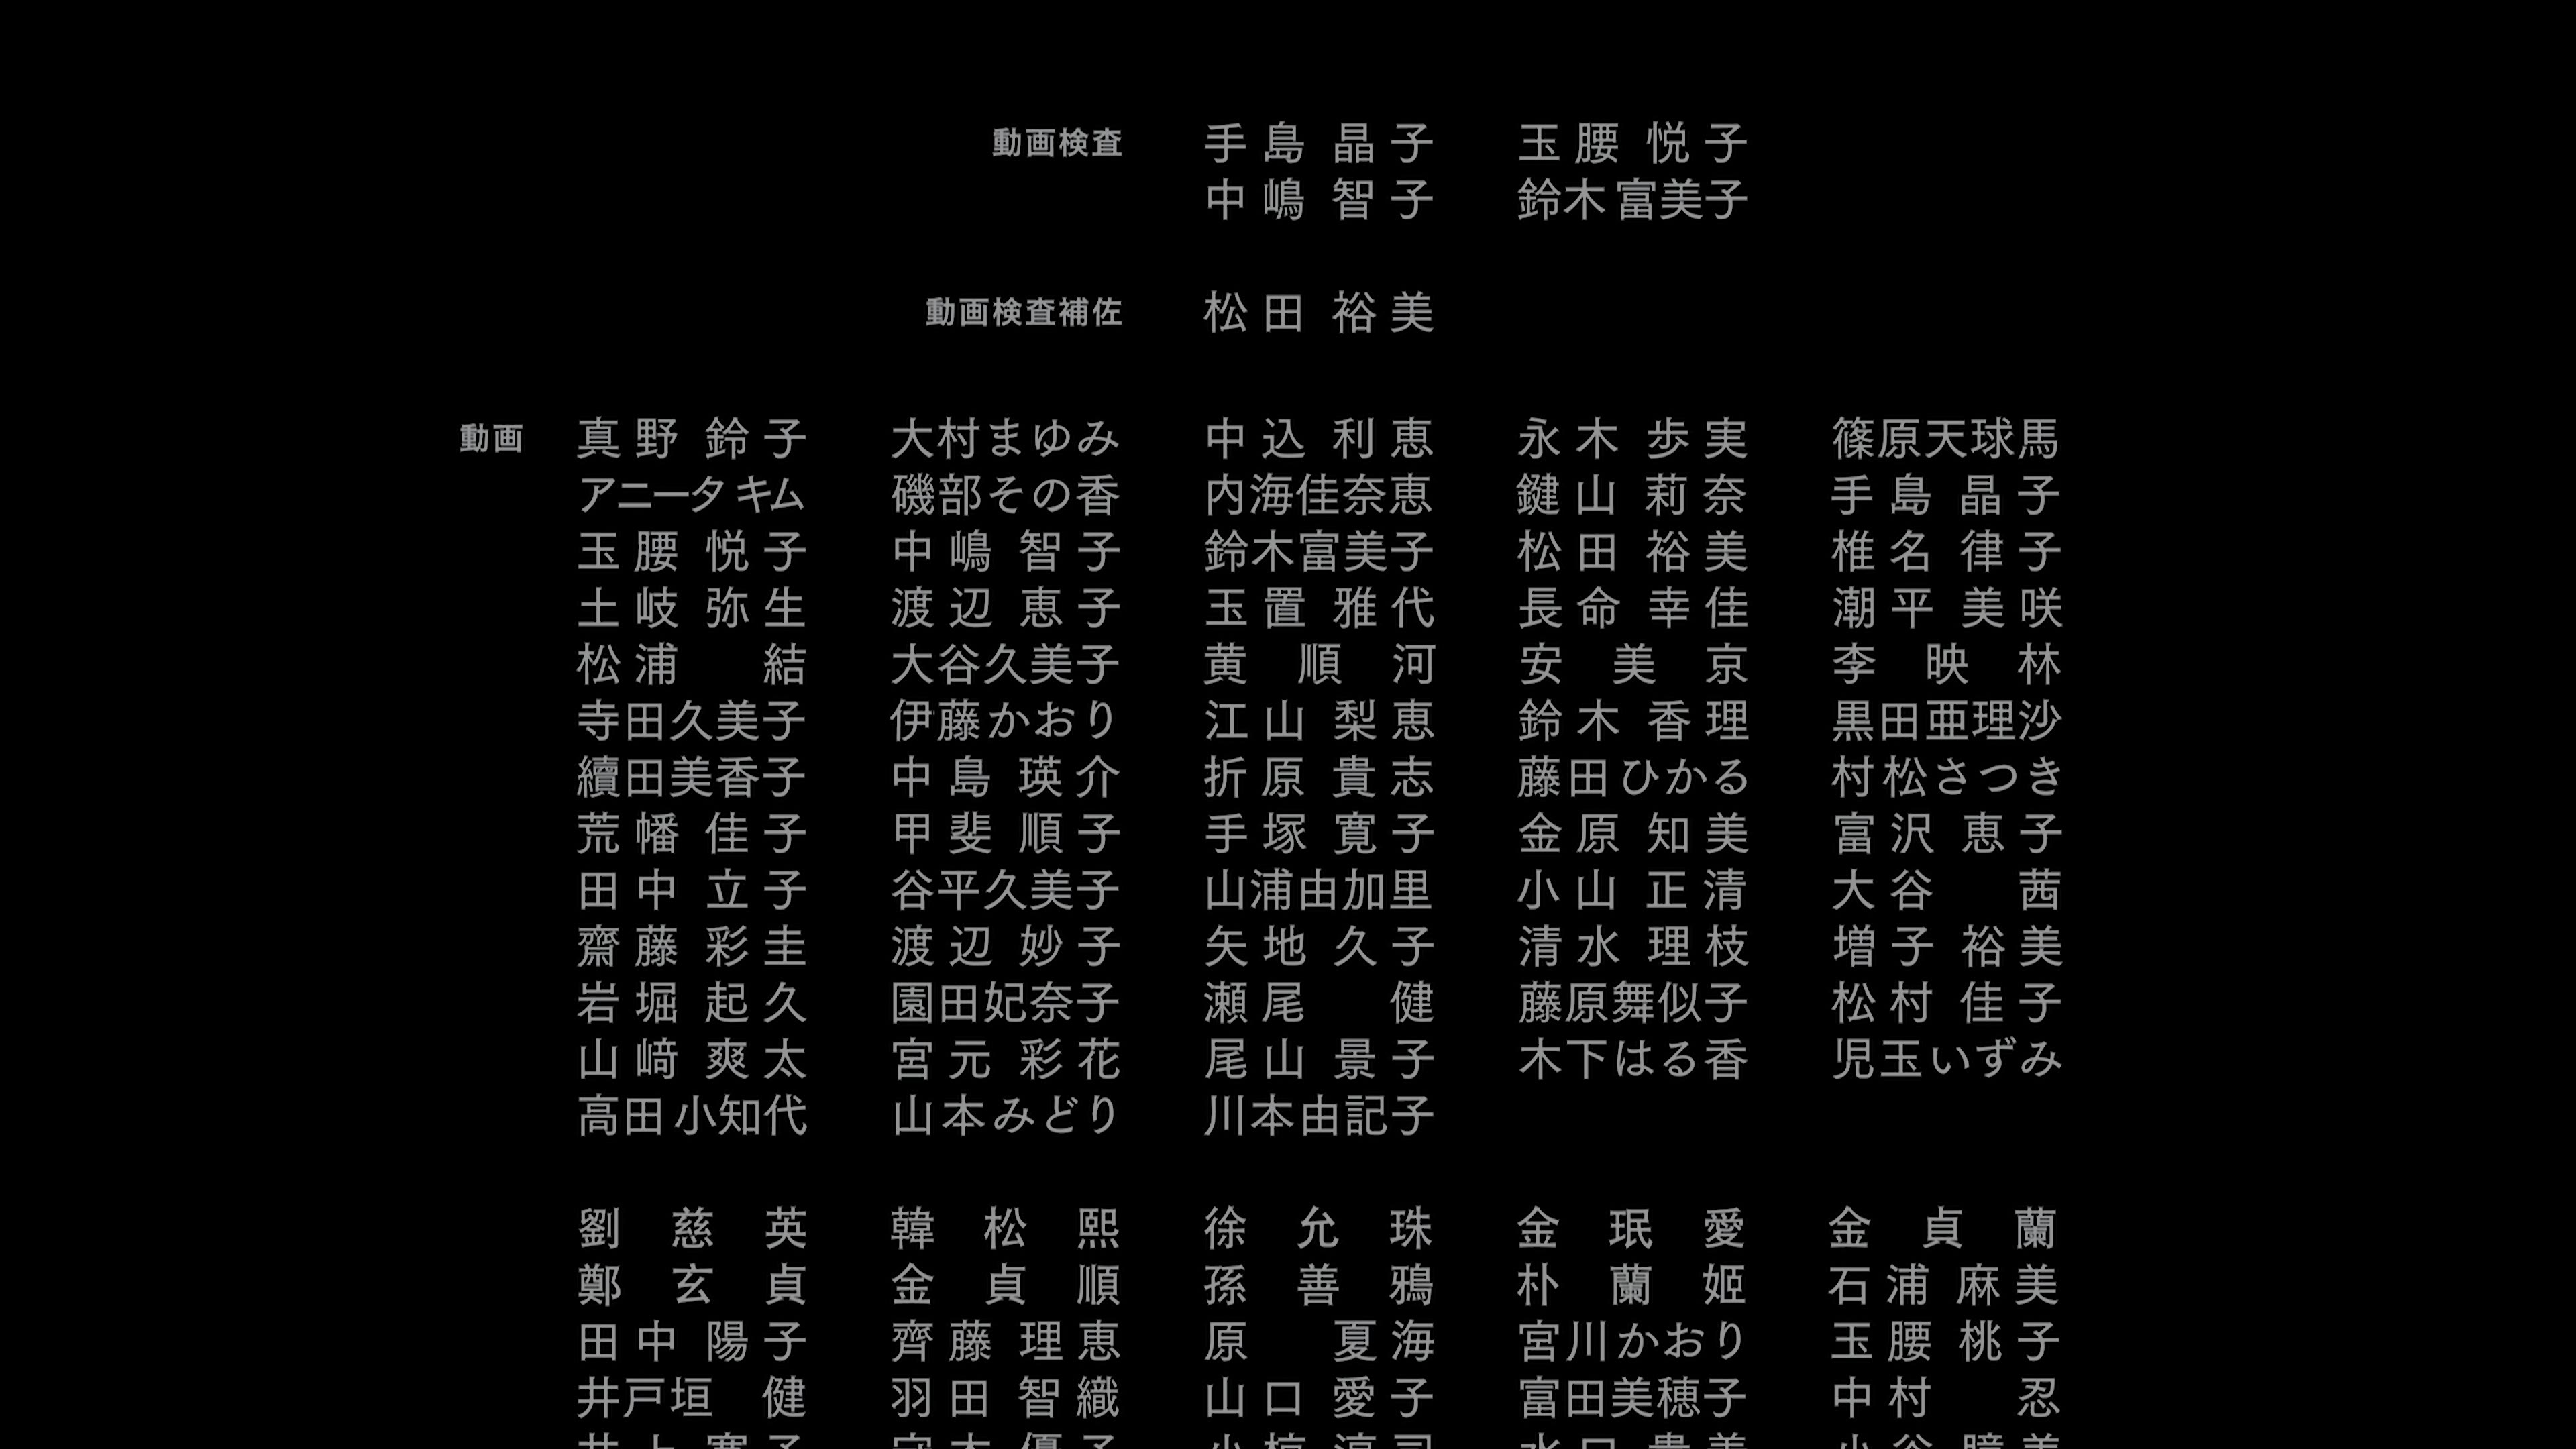 動画検査 手島晶子 玉腰悦子
中嶋智子 鈴木富美子
動画検査補佐 松田裕美
動画 真野鈴子 大村まゆみ 中込利恵 永木歩実 篠原天球馬
アニータ キム 磯部その香 内海佳奈恵 鍵山莉奈 手島晶子
玉腰悦子 中嶋智子 鈴木富美子 松田裕美 椎名律子
土岐弥生 渡辺恵子 玉置雅代 長命幸佳 潮平美咲
松浦結 大谷久美子 黄順河 安美京 李映林
寺田久美子 伊藤かおり 江山梨恵 鈴木香理 黒田亜理沙
續田美香子 中島瑛介 折原貴志 藤田ひかる 村松さつき
荒幡佳子 甲斐順子 手塚寛子 金原知美 富沢恵子
田中立子 谷平久美子 山浦由加里 小山正清 大谷茜
齋藤彩圭 渡辺妙子 矢地久子 清水理枝 増子裕美
岩堀起久 園田妃奈子 瀬尾健 藤原舞似子 松村佳子
山﨑爽太 宮元彩花 尾山景子 木下はる香 児玉いずみ
高田小知代 山本みどり 川本由記子
劉慈英 韓松熙 徐允珠 金珉愛 金貞蘭
鄭玄貞 金貞順 孫善鴉 朴蘭姫 石浦麻美
田中陽子 齊藤理恵 原夏海 宮川かおり 玉腰桃子
井戸垣健 羽田智織 山口愛子 富田美穂子 中村忍